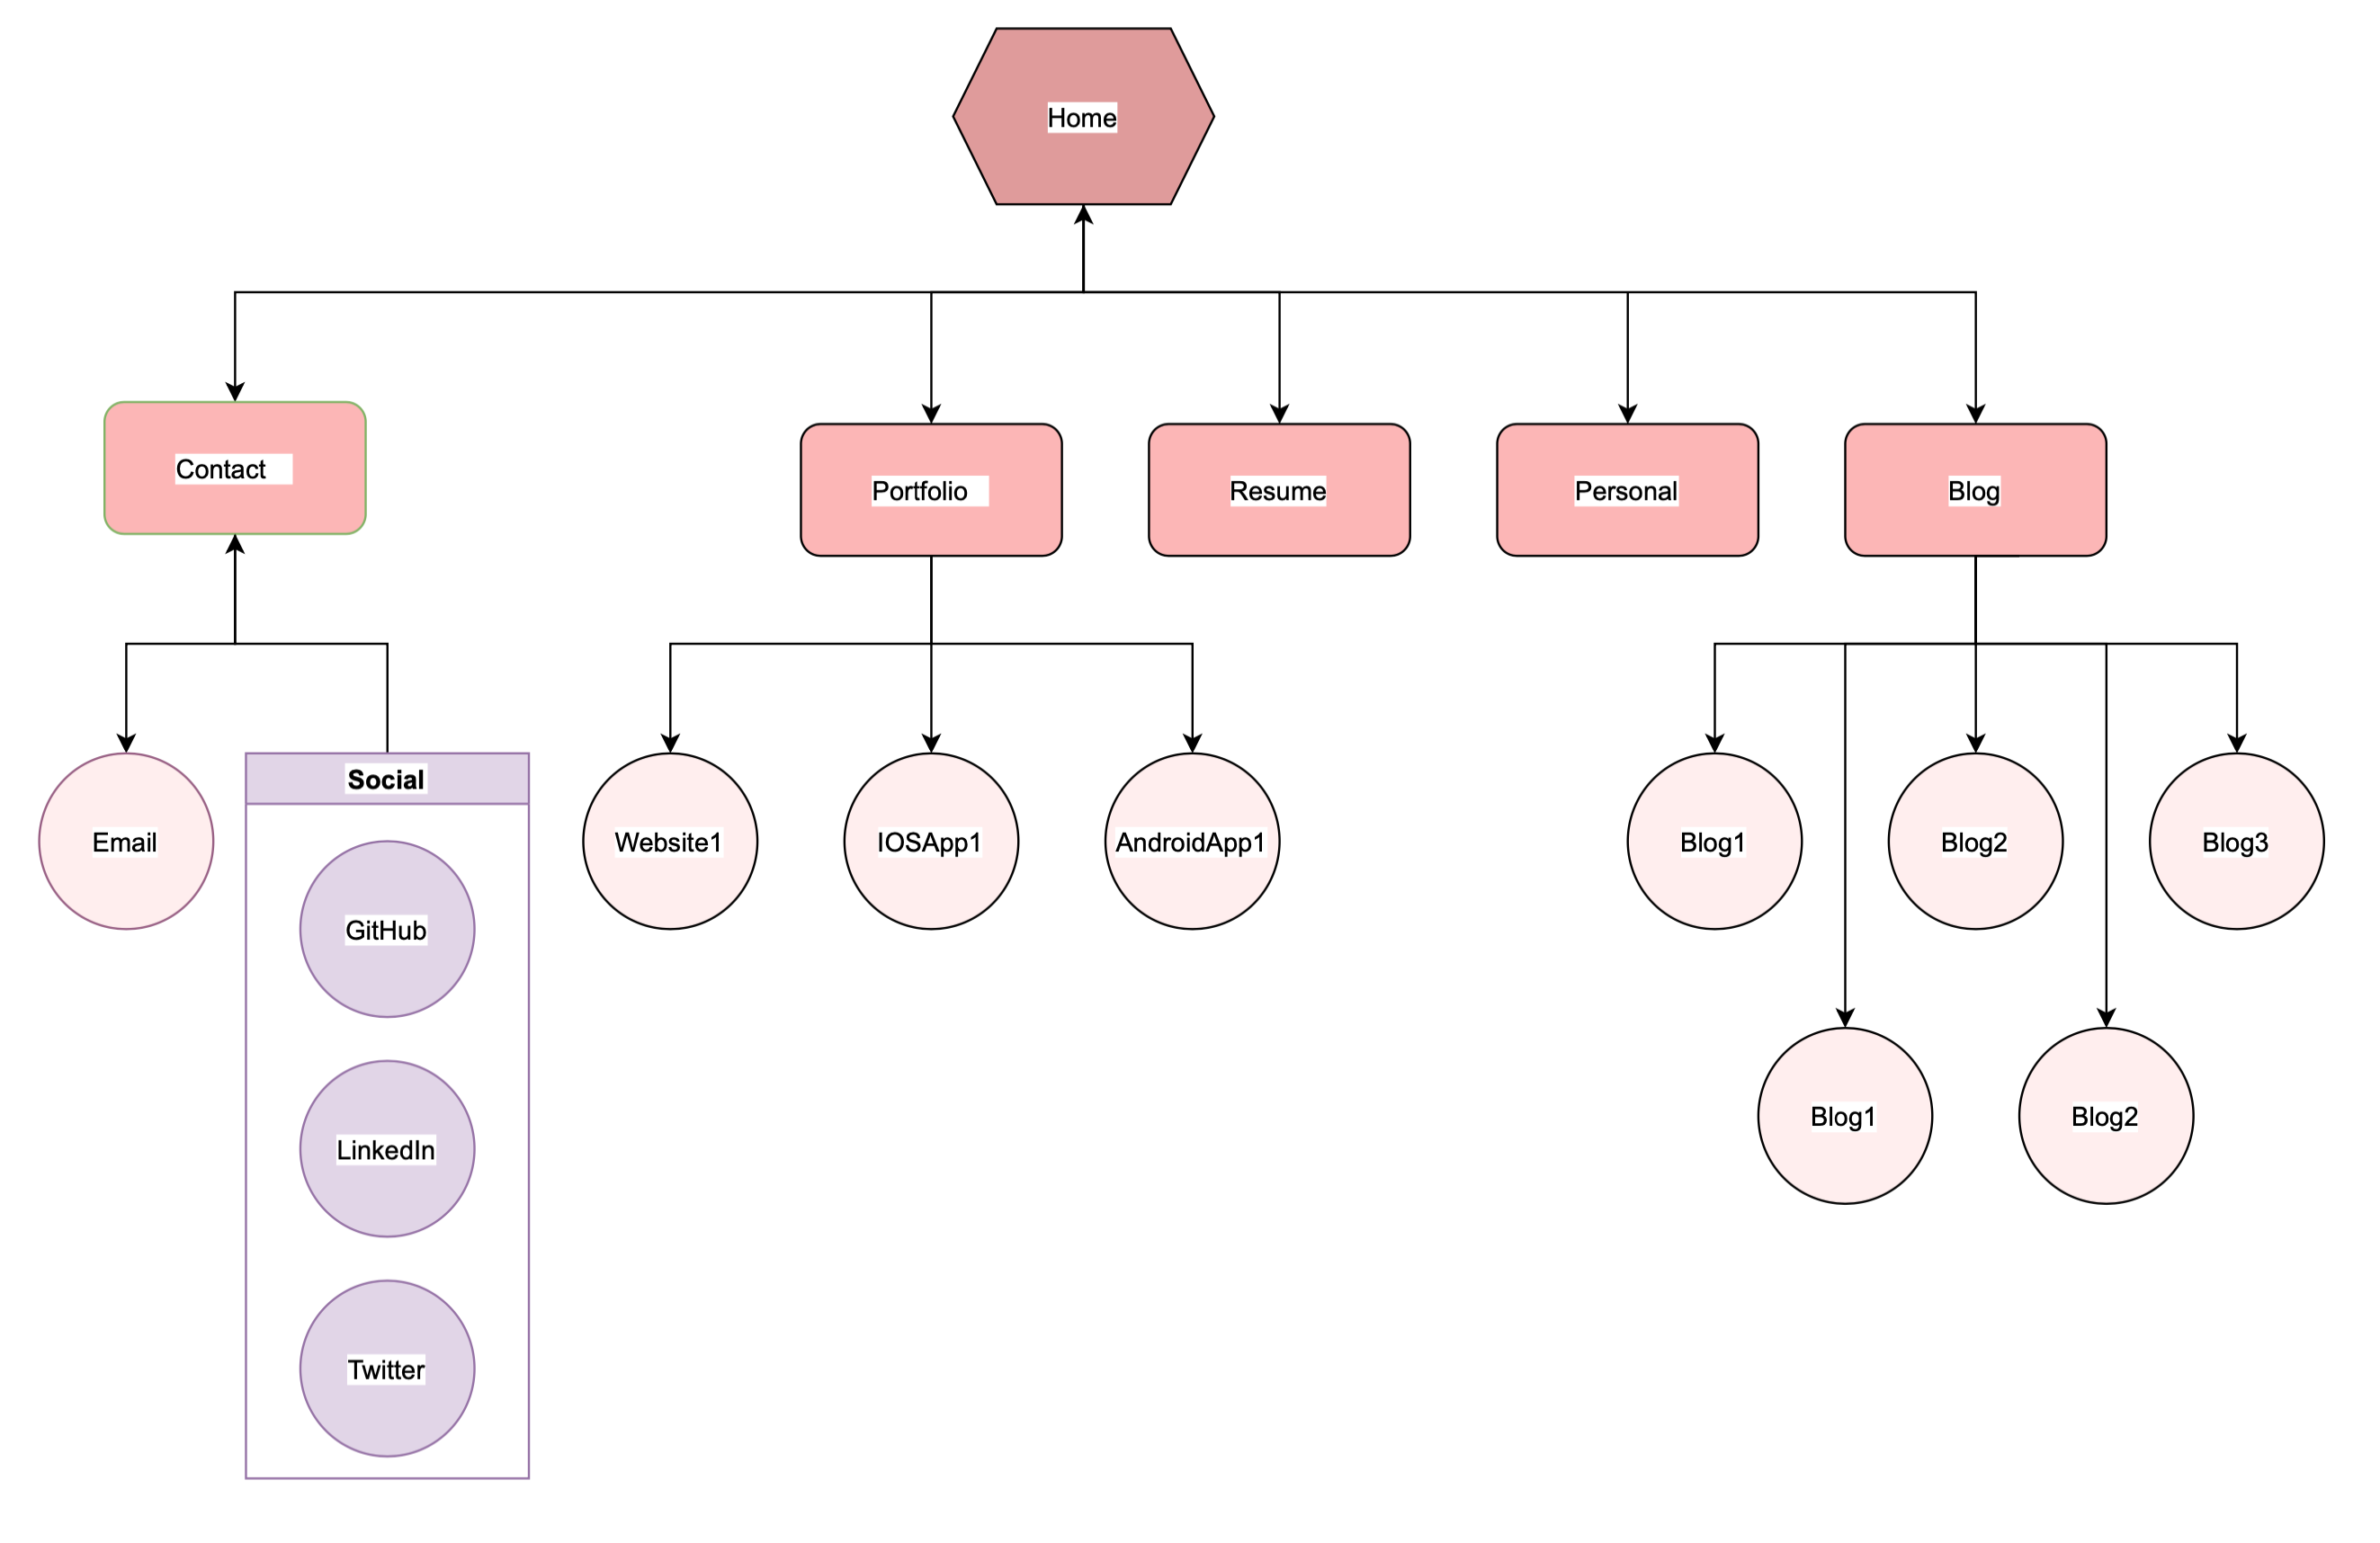 Home
Contact
Portfolio
Resume
Personal
Blog
Social
Email
Website1
IOSApp1
AndroidApp1
Blog1
Blog2
Blog3
GitHub
Blog1
Blog2
LinkedIn
Twitter